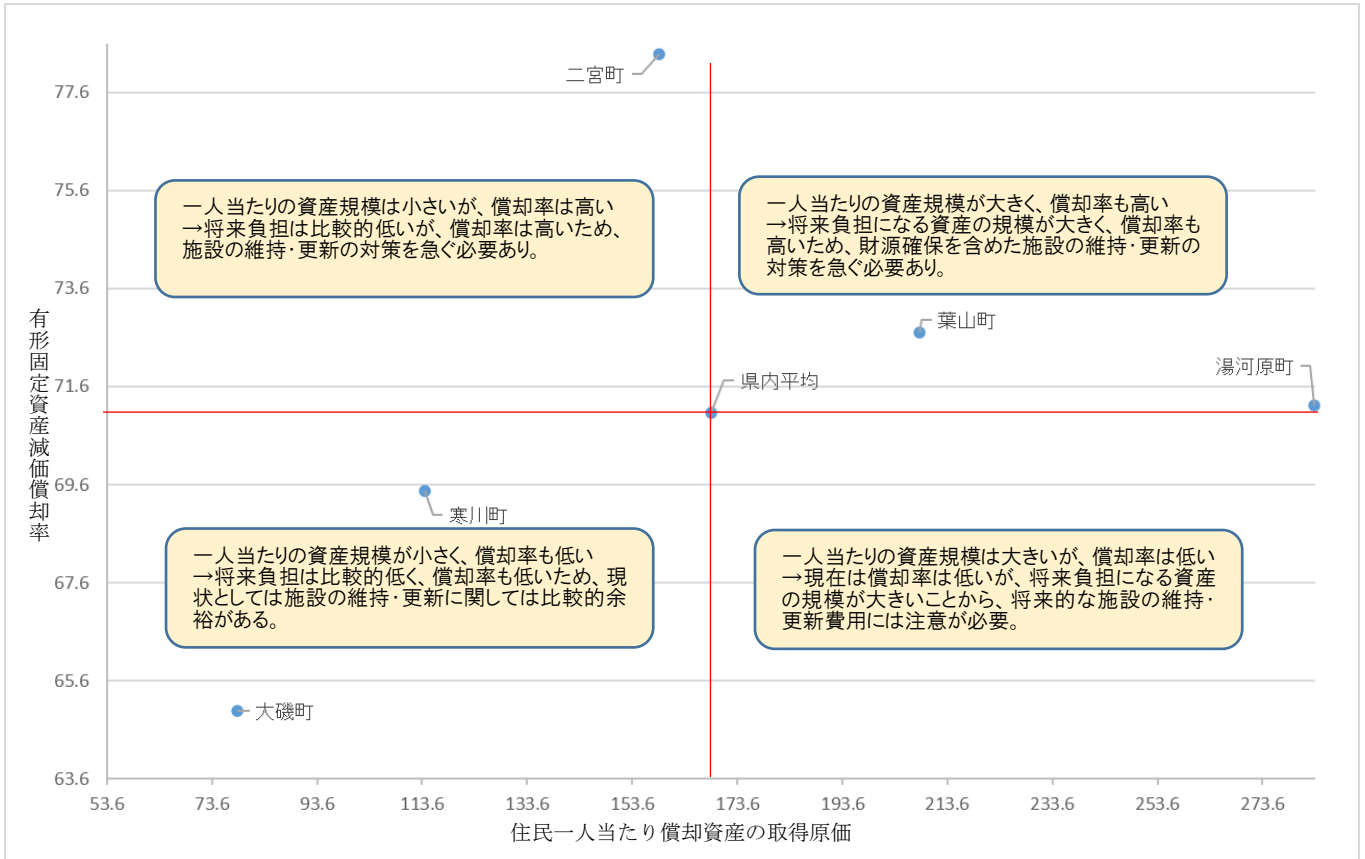 二宮町
77.6
75.6
一人当たりの資産規模は小さいが、償却率は高い
→将来負担は比較的低いが、償却率は高いため、
施設の維持・更新の対策を急ぐ必要あり。
一人当たりの資産規模が大きく、償却率も高い
→将来負担になる資産の規模が大きく、償却率も
高いため、財源確保を含めた施設の維持・更新の
対策を急ぐ必要あり。
73.6
有形固定資産減価償却率
葉山町
湯河原町
71.6
県内平均
69.6
寒川町
一人当たりの資産規模が小さく、償却率も低い
→将来負担は比較的低く、償却率も低いため、現
状としては施設の維持・更新に関しては比較的余
裕がある。
一人当たりの資産規模は大きいが、償却率は低い
→現在は償却率は低いが、将来負担になる資産
の規模が大きいことから、将来的な施設の維持・
更新費用には注意が必要。
67.6
65.6
大磯町
63.6
53.6 73.6 93.6 113.6 133.6 153.6 173.6 193.6 213.6 233.6 253.6 273.6
住民一人当たり償却資産の取得原価